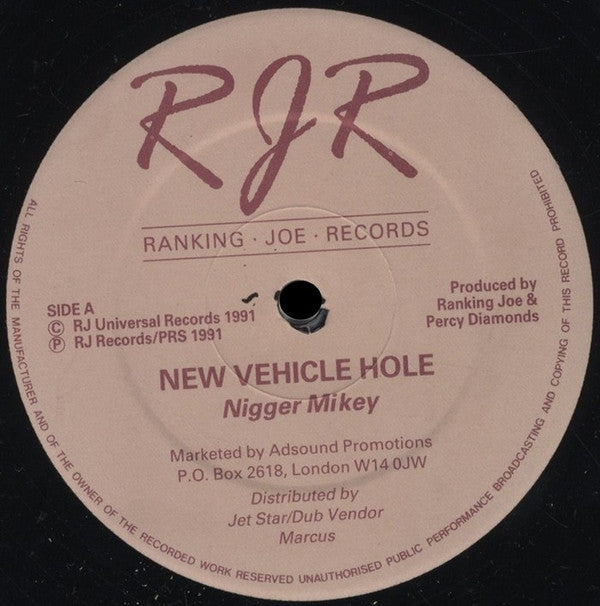 RJR
RANKING · JOE · RECORDS
SIDE A
Ⓒ RJ Universal Records 1991
Ⓟ RJ Records/PRS 1991
Produced by
Ranking Joe &
Percy Diamonds
NEW VEHICLE HOLE
Nigger Mikey
Marketed by Adsound Promotions
P.O. Box 2618, London W14 0JW
Distributed by
Jet Star/Dub Vendor
Marcus
ALL RIGHTS OF THE MANUFACTURER AND OF THE OWNER OF THE RECORDED WORK RESERVED UNAUTHORISED PUBLIC PERFORMANCE BROADCASTING AND COPYING OF THIS RECORD PROHIBITED